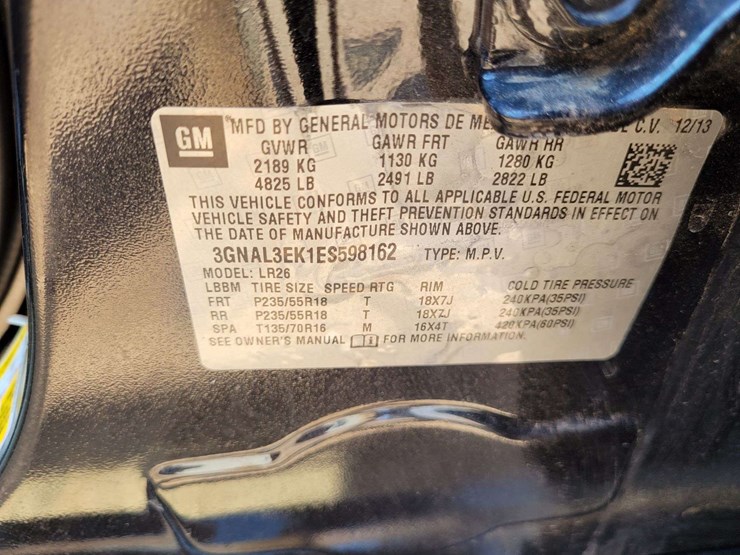 GM
MFD BY GENERAL MOTORS DE C.V. 12/13
GVWR GAWR FRT GAWR RR
2189 KG 1130 KG 1280 KG
4825 LB 2491 LB 2822 LB
THIS VEHICLE CONFORMS TO ALL APPLICABLE U.S. FEDERAL MOTOR
VEHICLE SAFETY AND THEFT PREVENTION STANDARDS IN EFFECT ON
THE DATE OF MANUFACTURE SHOWN ABOVE.
3GNAL3EK1ES598162 TYPE: M.P.V.
MODEL: LR26
LBBM TIRE SIZE SPEED RTG RIM COLD TIRE PRESSURE
FRT P235/55R18 T 18X7J 240KPA(35PSI)
RR P235/55R18 T 18X7J 240KPA(35PSI)
SPA T135/70R16 M 16X4T 420KPA(60PSI)
SEE OWNER'S MANUAL FOR MORE INFORMATION.